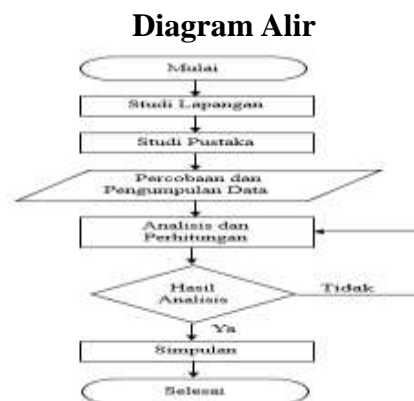 Diagram Alir
Mulai
Studi Lapangan
Studi Pustaka
Percobaan dan
Pengumpulan Data
Analisis dan
Perhitungan
Hasil
Analisis
Tidak
Ya
Simpulan
Selesai